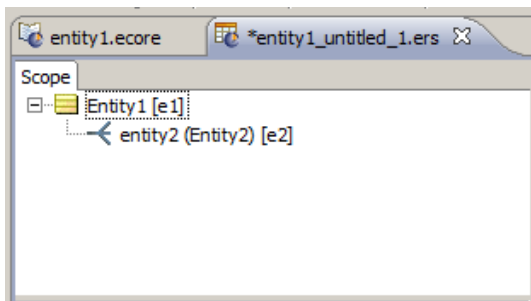 entity1.ecore *entity1_untitled_1.ers
Scope
Entity1 [e1]
entity2 (Entity2) [e2]